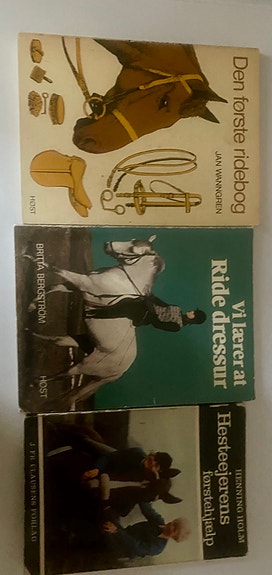 Den første ridebog
JAN WANNGREN
HØST
Vi lærer at
Ride dressur
BRITTA BERGSTRÖM
HØST
HENNING HOLM
Hesteejerens
førstehjælp
J. FR. CLAUSENS FORLAG